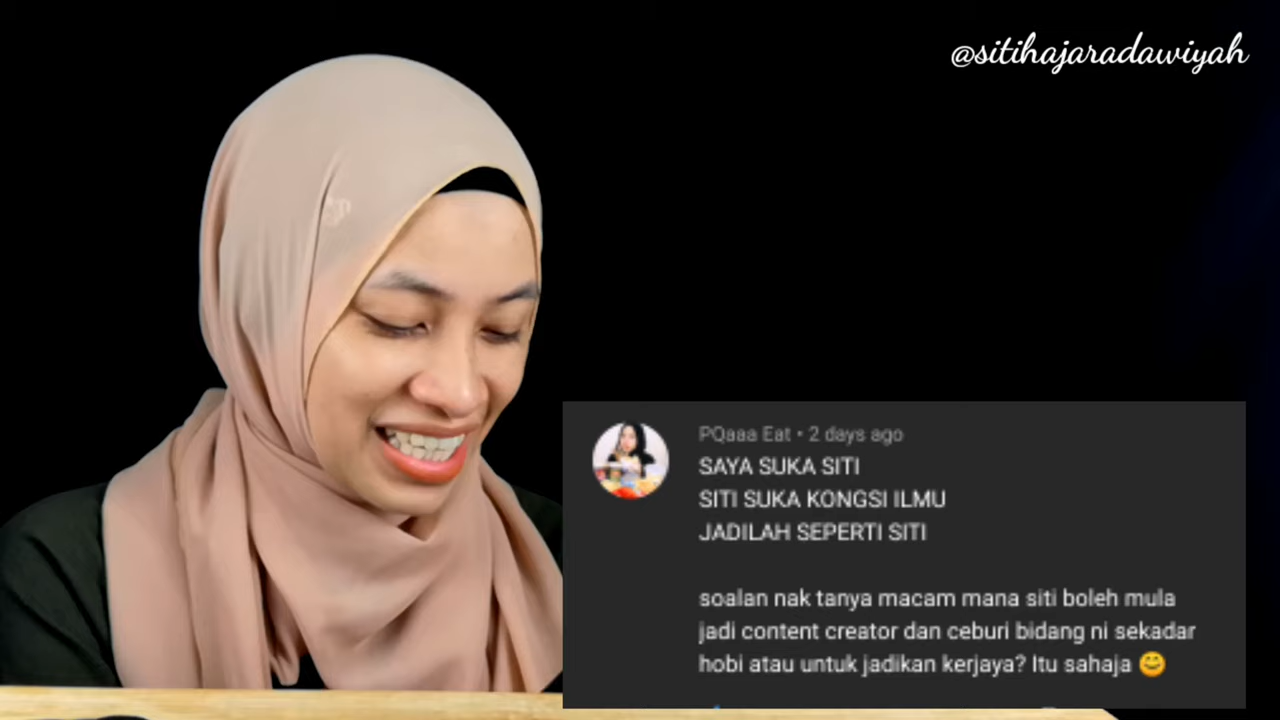 @sitihajaradawiyah
PQaaa Eat • 2 days ago
SAYA SUKA SITI
SITI SUKA KONGSI ILMU
JADILAH SEPERTI SITI
soalan nak tanya macam mana siti boleh mula
jadi content creator dan ceburi bidang ni sekadar
hobi atau untuk jadikan kerjaya? Itu sahaja 😊